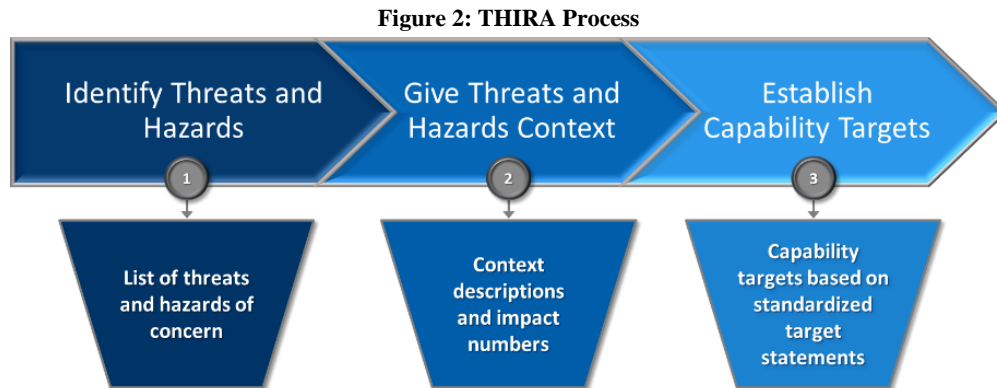 Figure 2: THIRA Process
Identify Threats and
Hazards
Give Threats and
Hazards Context
Establish
Capability Targets
1
2
3
List of threats
and hazards of
concern
Context
descriptions
and impact
numbers
Capability
targets based on
standardized
target
statements